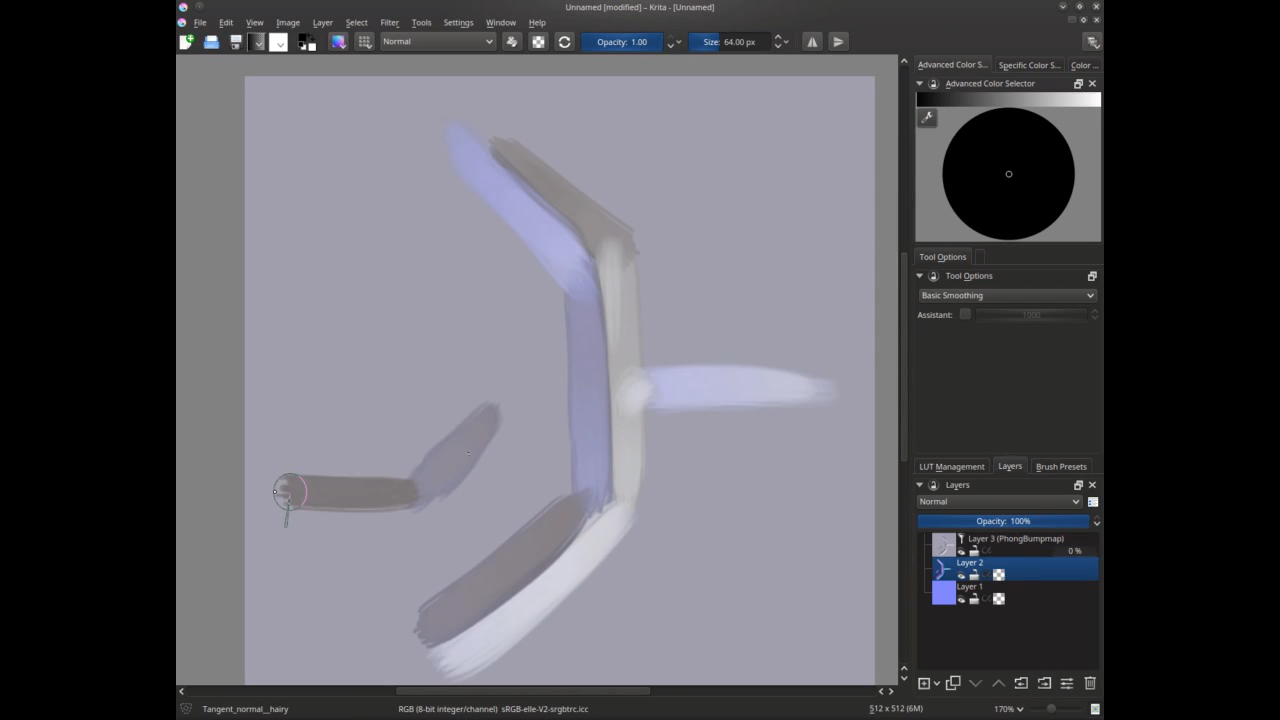 Unnamed [modified] – Krita - [Unnamed]
File Edit View Image Layer Select Filter Tools Settings Window Help
Normal Opacity: 1.00 Size: 64.00 px
Advanced Color S... Specific Color S... Color ...
Advanced Color Selector
Tool Options
Tool Options
Basic Smoothing
Assistant: 1000
LUT Management Layers Brush Presets
Layers
Normal
Opacity: 100%
Layer 3 (PhongBumpmap)
0 %
Layer 2
Layer 1
Tangent_normal__hairy RGB (8-bit integer/channel) sRGB-elle-V2-srgbtrc.icc 512 x 512 (6M) 170%